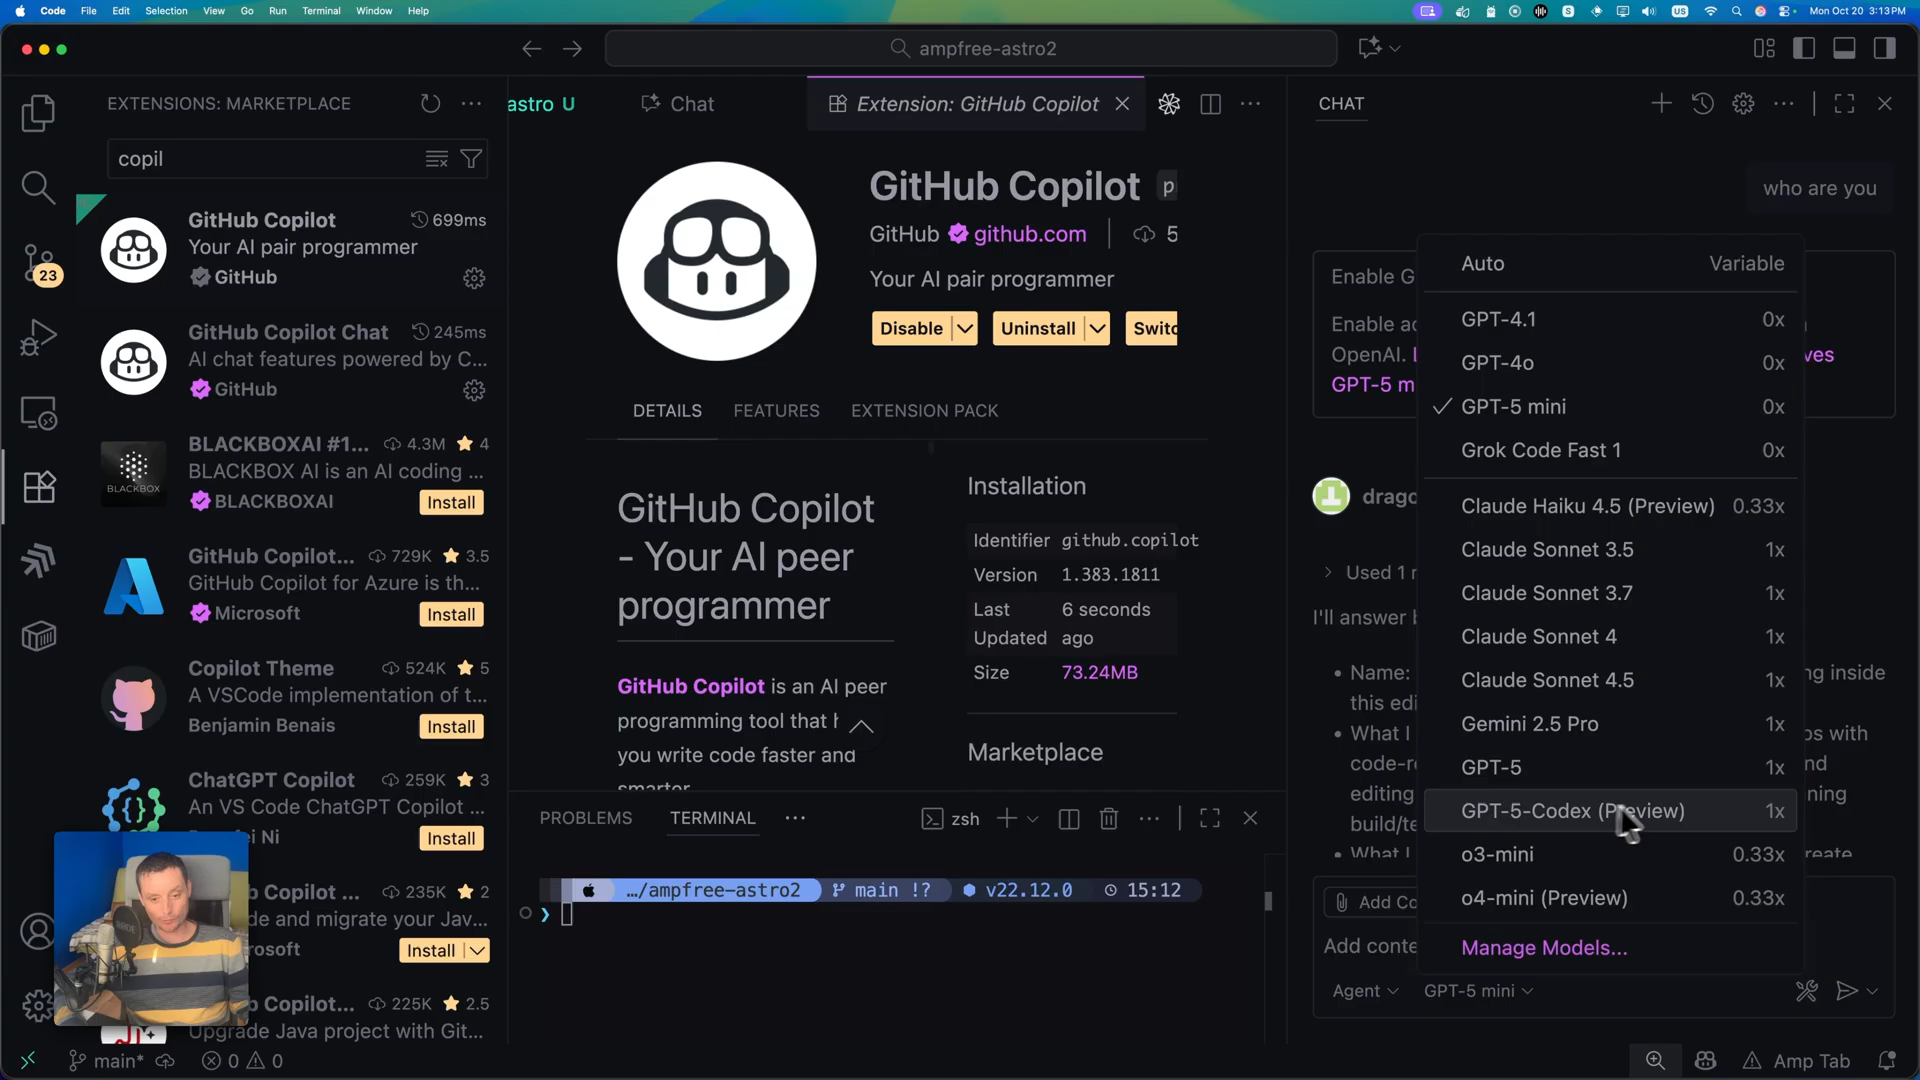 Code File Edit Selection View Go Run Terminal Window Help
US
Mon Oct 20 3:13 PM
ampfree-astro2
EXTENSIONS: MARKETPLACE
copil
GitHub Copilot 699ms
Your AI pair programmer
GitHub
GitHub Copilot Chat 245ms
AI chat features powered by C...
GitHub
BLACKBOXAI #1... 4.3M 4
BLACKBOX AI is an AI coding ...
BLACKBOXAI Install
BLACKBOX
GitHub Copilot... 729K 3.5
GitHub Copilot for Azure is th...
Microsoft Install
Copilot Theme 524K 5
A VSCode implementation of t...
Benjamin Benais Install
ChatGPT Copilot 259K 3
An VS Code ChatGPT Copilot ...
Ni Install
Copilot ... 235K 2
de and migrate your Jav...
rosoft Install
Copilot... 225K 2.5
Upgrade Java project with Git...
23
astro U
Chat
Extension: GitHub Copilot
GitHub Copilot p
GitHub github.com 5
Your AI pair programmer
Disable Uninstall Switc
DETAILS FEATURES EXTENSION PACK
GitHub Copilot
- Your AI peer
programmer
GitHub Copilot is an AI peer
programming tool that h
you write code faster and
smarter.
Installation
Identifier github.copilot
Version 1.383.1811
Last Updated 6 seconds ago
Size 73.24MB
Marketplace
PROBLEMS TERMINAL ... zsh
…/ampfree-astro2 main !? v22.12.0 15:12
❯
CHAT
who are you
Enable G
Enable ac
OpenAI. L
ves
GPT-5 m
drago
Used 1 r
I'll answer b
Name:
ng inside
this edi
What I
os with
code-r
nd
editing
ning
build/te
What I
create
Auto Variable
GPT-4.1 0x
GPT-4o 0x
GPT-5 mini 0x
Grok Code Fast 1 0x
Claude Haiku 4.5 (Preview) 0.33x
Claude Sonnet 3.5 1x
Claude Sonnet 3.7 1x
Claude Sonnet 4 1x
Claude Sonnet 4.5 1x
Gemini 2.5 Pro 1x
GPT-5 1x
GPT-5-Codex (Preview) 1x
o3-mini 0.33x
o4-mini (Preview) 0.33x
Manage Models...
Add Co
Add conte
Agent GPT-5 mini
main* 0 0
Amp Tab